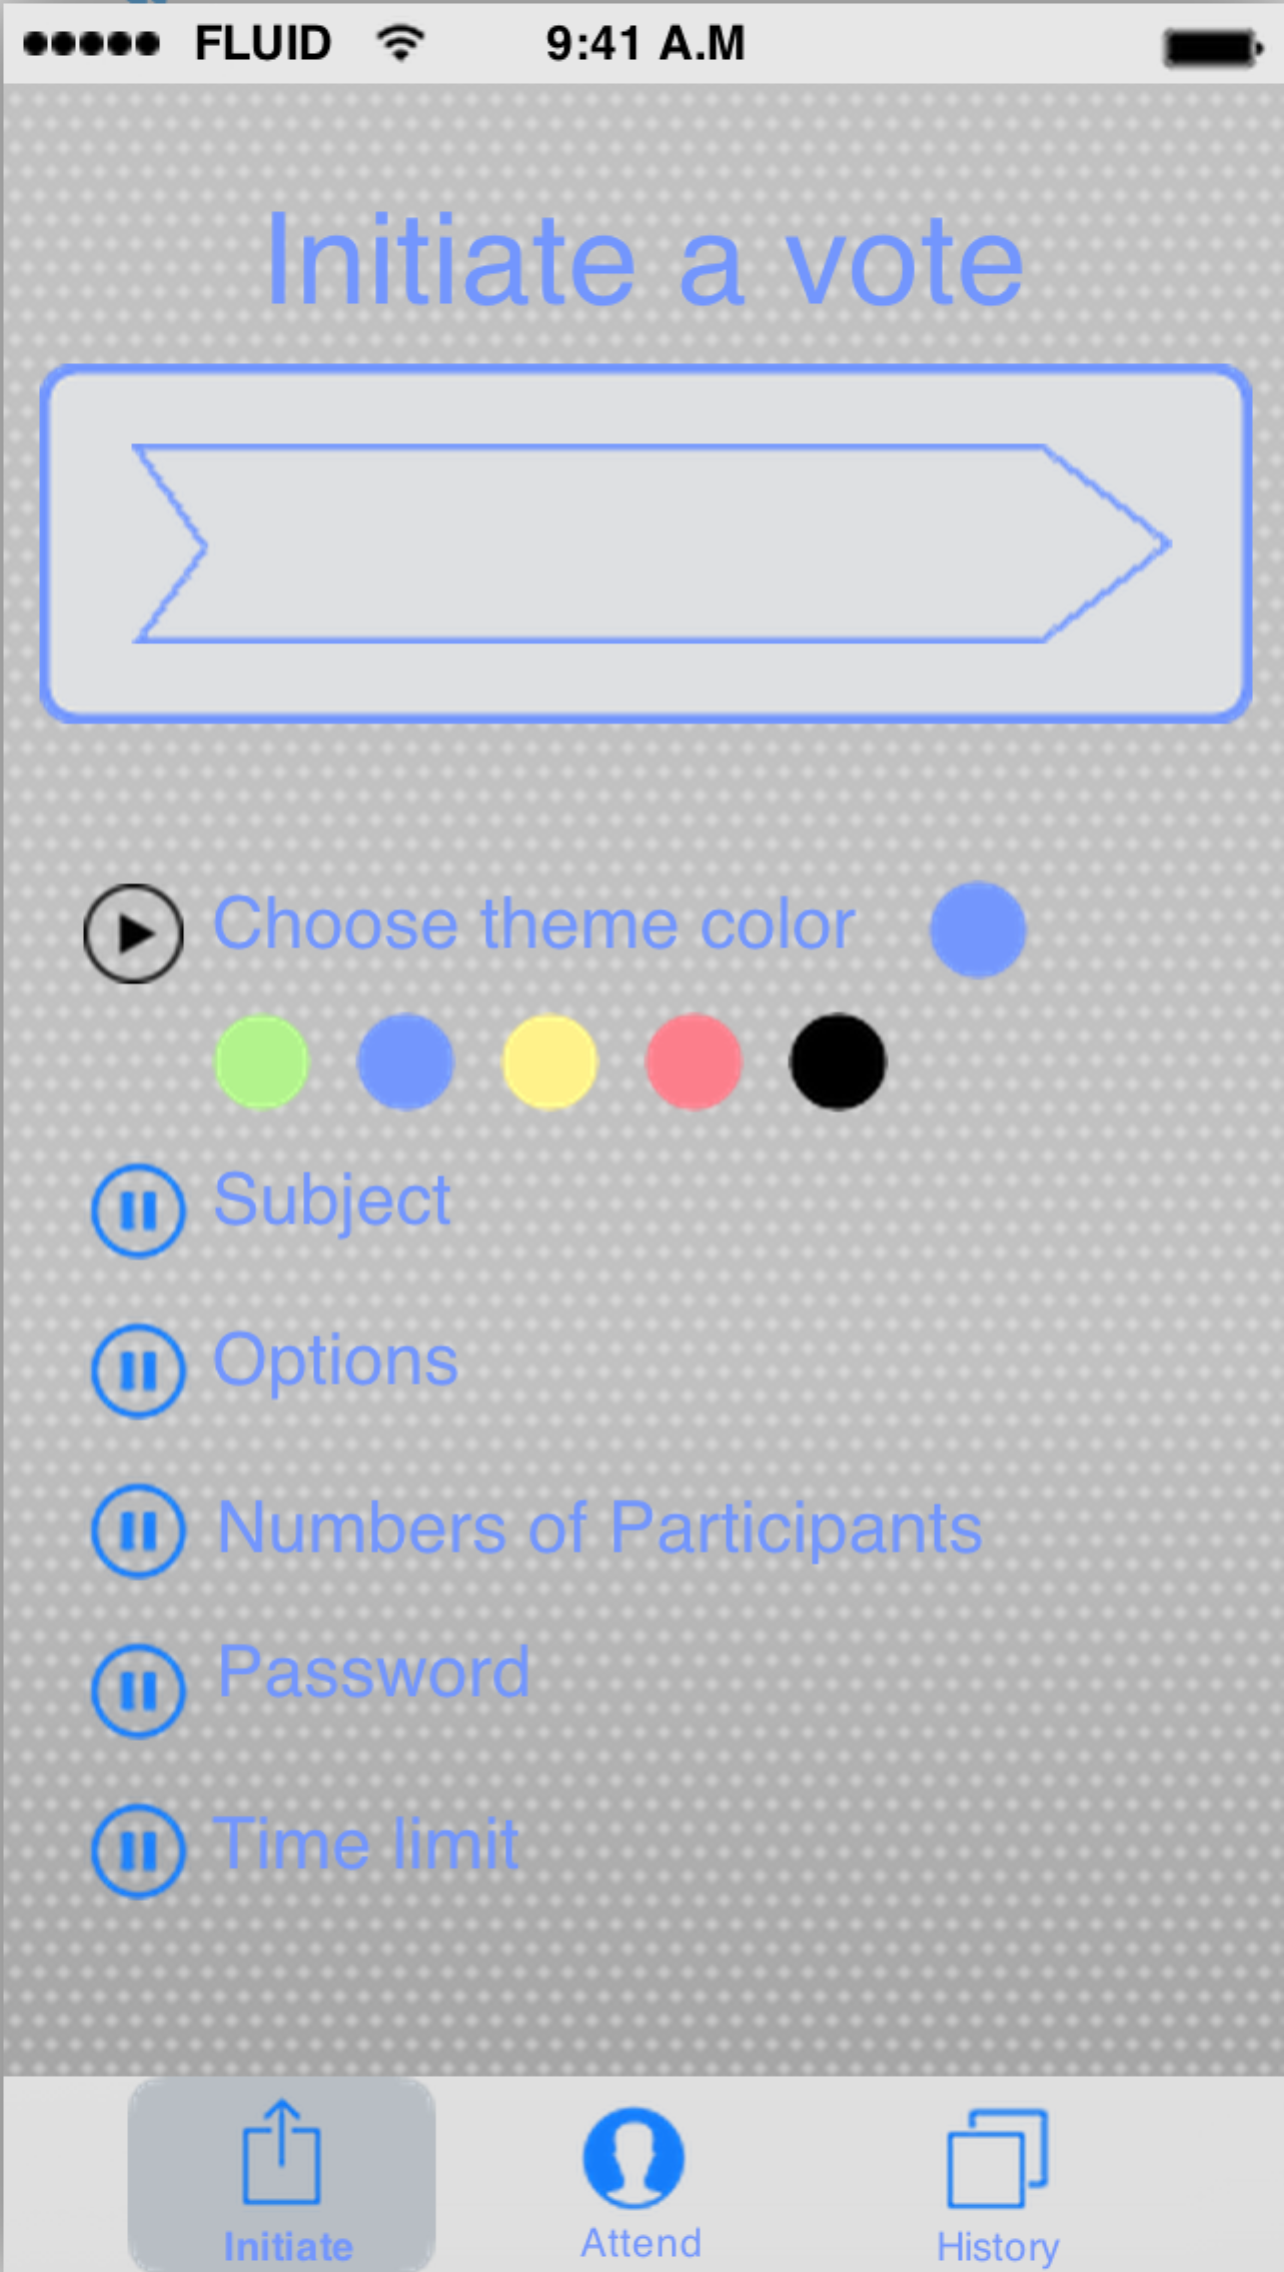 FLUID 9:41 A.M
Initiate a vote
Choose theme color
Subject
Options
Numbers of Participants
Password
Time limit
Initiate Attend History